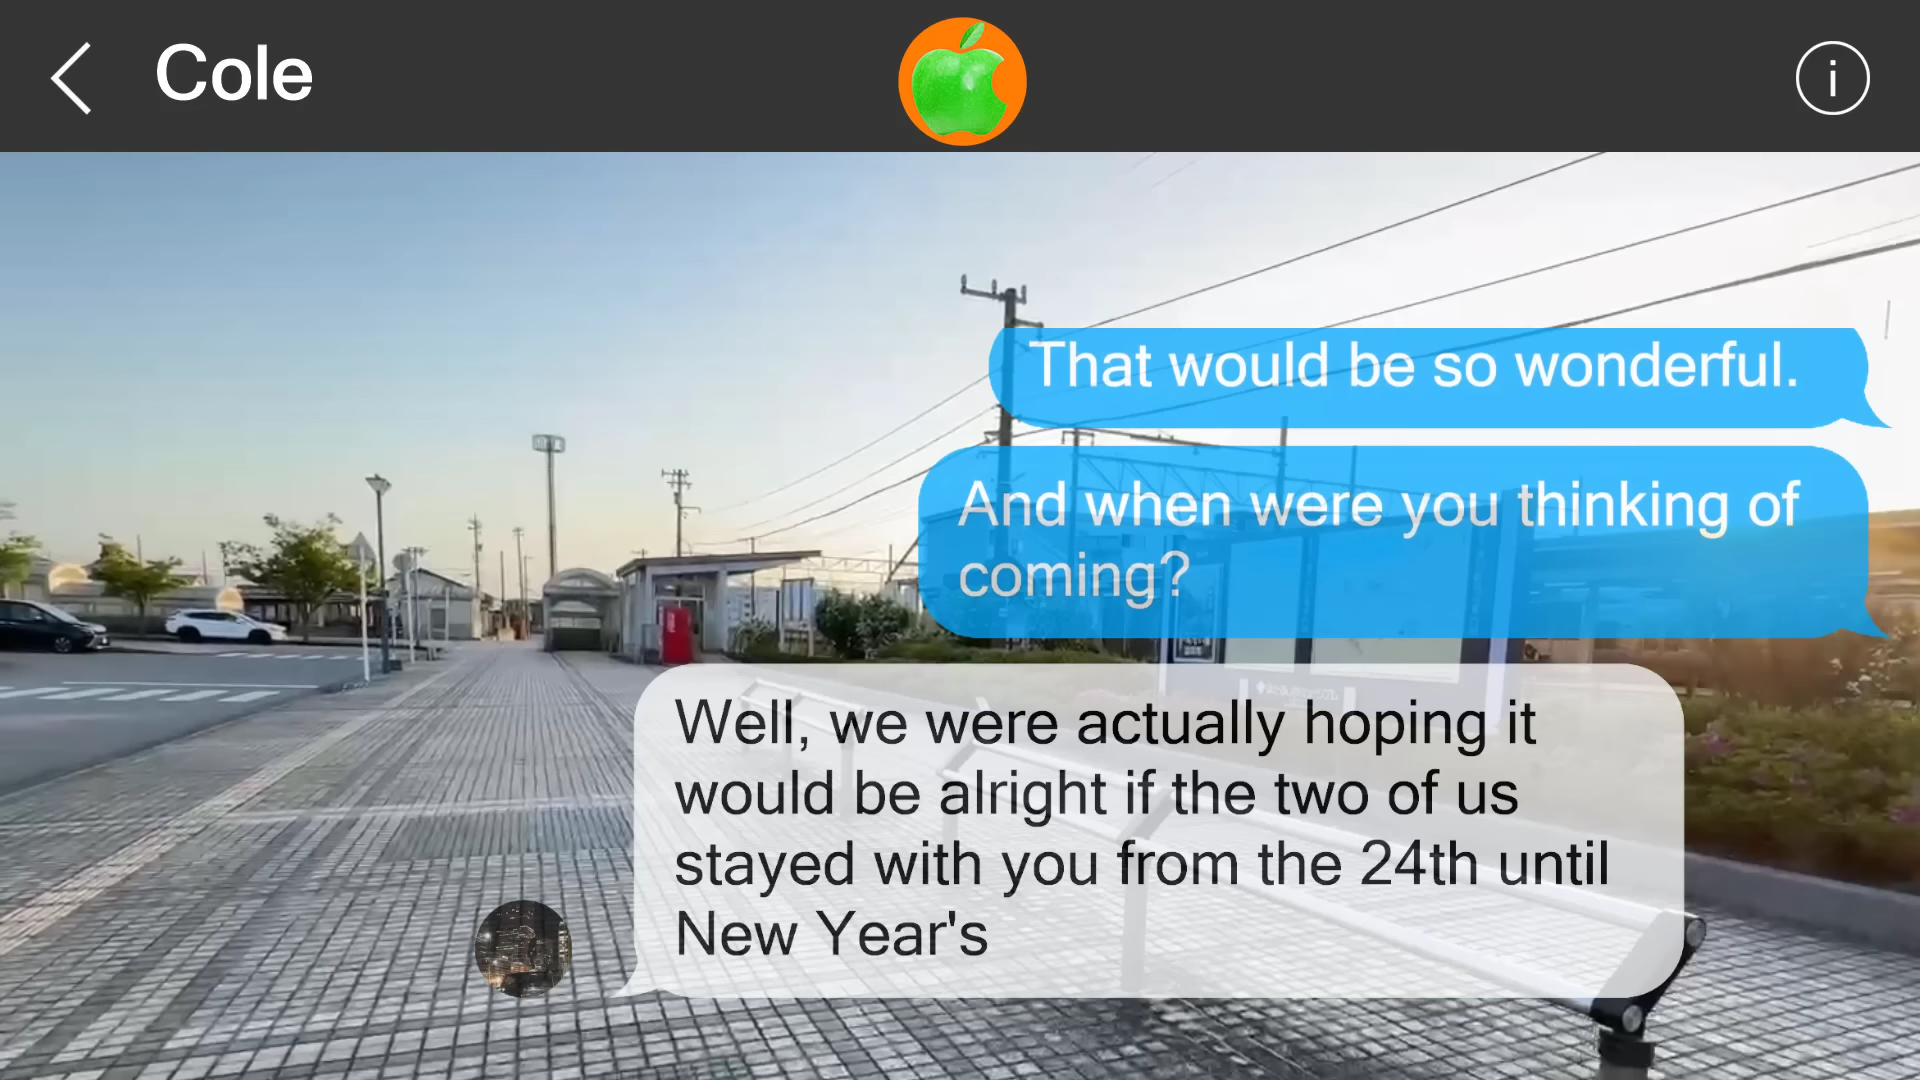 Cole
That would be so wonderful.
And when were you thinking of
coming?
Well, we were actually hoping it
would be alright if the two of us
stayed with you from the 24th until
New Year's